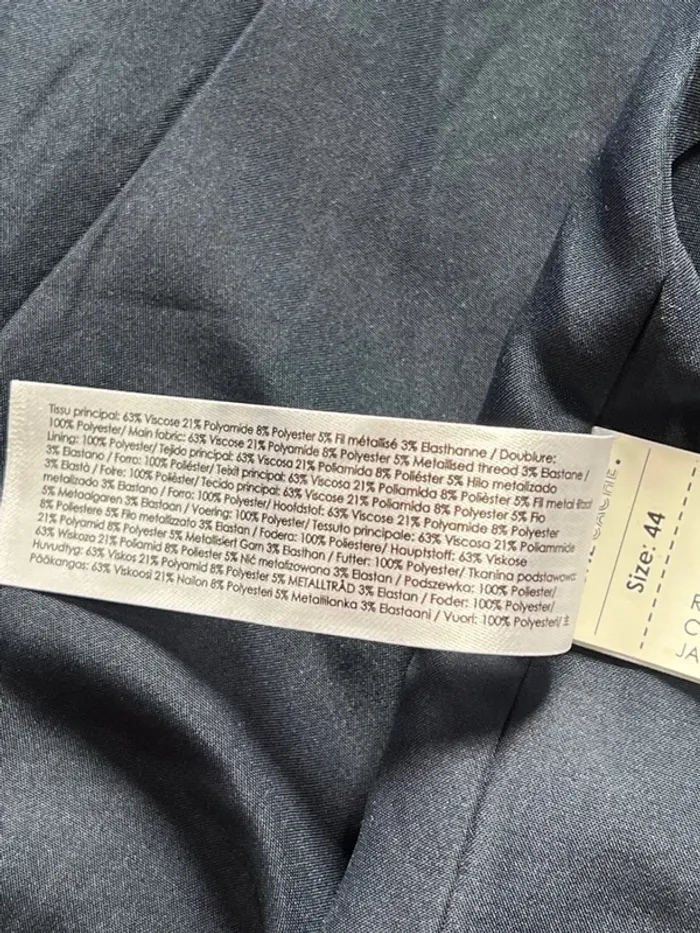 Tissu principal: 63% Viscose 21% Polyamide 8% Polyester 5% Fil métallisé 3% Elasthanne / Doublure:
100% Polyester/ Main fabric: 63% Viscose 21% Polyamide 8% Polyester 5% Metallised thread 3% Elastane /
Lining: 100% Polyester/ Tejido principal: 63% Viscosa 21% Poliamida 8% Poliéster 5% Hilo metalizado
3% Elastano / Forro: 100% Poliéster/ Teixit principal: 63% Viscosa 21% Poliamida 8% Polièster 5% Fil metal·litzat
3% Elastà / Folre: 100% Polièster/ Tecido principal: 63% Viscose 21% Poliamida 8% Poliéster 5% Fio
metalizado 3% Elastano / Forro: 100% Polyester/ Hoofdstof: 63% Viscose 21% Polyamide 8% Polyester
5% Metaalgaren 3% Elastaan / Voering: 100% Polyester/ Tessuto principale: 63% Viscosa 21% Poliammide
8% Poliestere 5% Filo metallizzato 3% Elastan / Fodera: 100% Poliestere/ Hauptstoff: 63% Viskose
21% Polyamid 8% Polyester 5% Metallisiert Garn 3% Elasthan / Futter: 100% Polyester/ Tkanina podstawowa:
63% Wiskoza 21% Poliamid 8% Poliester 5% Nić metalizowana 3% Elastan / Podszewka: 100% Poliester/
Huvudtyg: 63% Viskos 21% Polyamid 8% Polyester 5% METALLTRÅD 3% Elastan / Foder: 100% Polyester/
Pääkangas: 63% Viskoosi 21% Nailon 8% Polyesteri 5% Metallilanka 3% Elastaani / Vuori: 100% Polyesteri/
Size: 44
JA